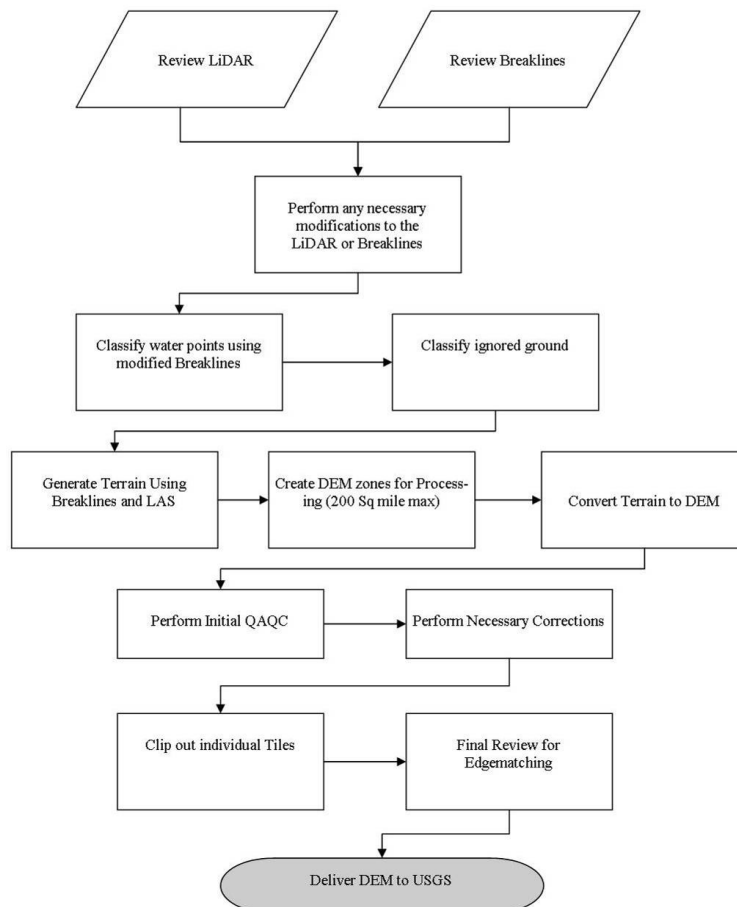 Review LiDAR
Review Breaklines
Perform any necessary
modifications to the
LiDAR or Breaklines
Classify water points using
modified Breaklines
Classify ignored ground
Generate Terrain Using
Breaklines and LAS
Create DEM zones for Process-
ing (200 Sq mile max)
Convert Terrain to DEM
Perform Initial QAQC
Perform Necessary Corrections
Clip out individual Tiles
Final Review for
Edgematching
Deliver DEM to USGS